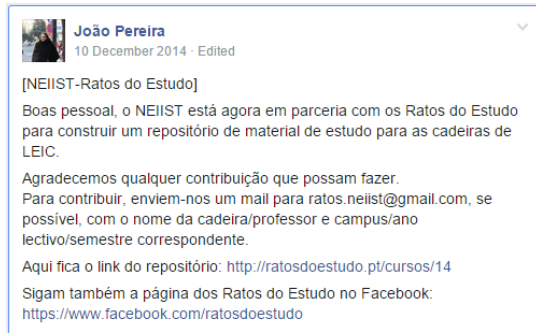 João Pereira
10 December 2014 · Edited
[NEIIST-Ratos do Estudo]
Boas pessoal, o NEIIST está agora em parceria com os Ratos do Estudo
para construir um repositório de material de estudo para as cadeiras de
LEIC.
Agradecemos qualquer contribuição que possam fazer.
Para contribuir, enviem-nos um mail para ratos.neiist@gmail.com, se
possível, com o nome da cadeira/professor e campus/ano
lectivo/semestre correspondente.
Aqui fica o link do repositório: http://ratosdoestudo.pt/cursos/14
Sigam também a página dos Ratos do Estudo no Facebook:
https://www.facebook.com/ratosdoestudo